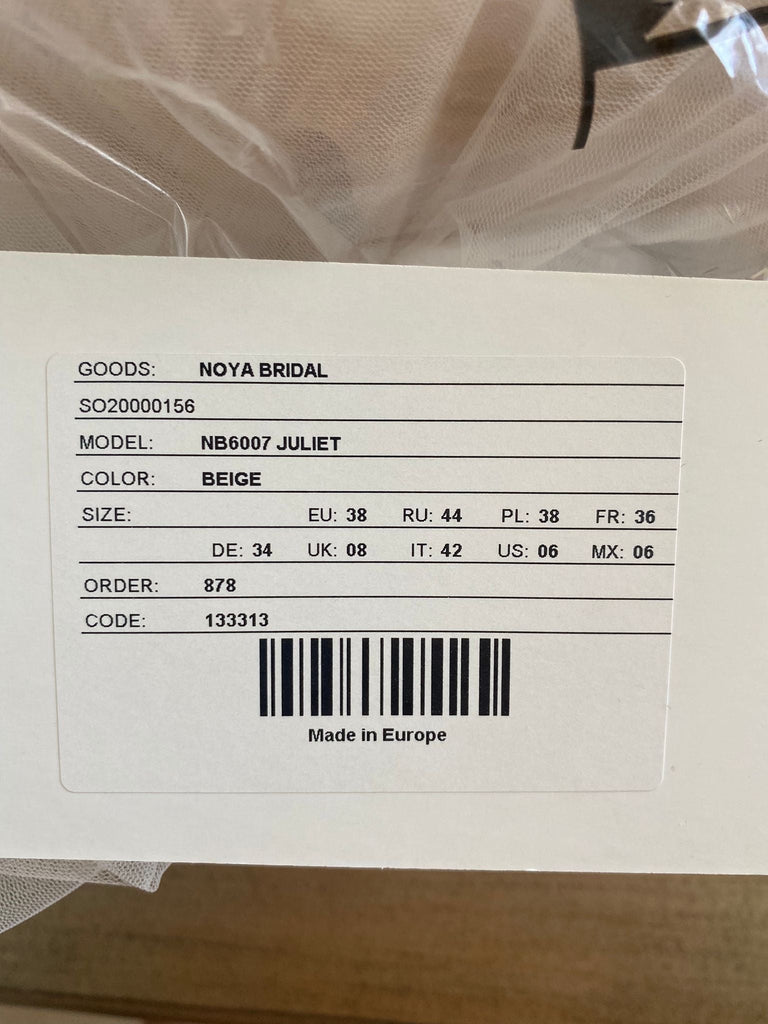 GOODS: NOYA BRIDAL
SO20000156
MODEL: NB6007 JULIET
COLOR: BEIGE
SIZE: EU: 38 RU: 44 PL: 38 FR: 36
DE: 34 UK: 08 IT: 42 US: 06 MX: 06
ORDER: 878
CODE: 133313
Made in Europe